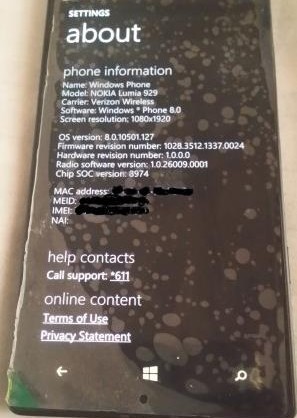 SETTINGS
about
phone information
Name: Windows Phone
Model: NOKIA Lumia 929
Carrier: Verizon Wireless
Software: Windows ® Phone 8.0
Screen resolution: 1080x1920
OS version: 8.0.10501.127
Firmware revision number: 1028.3512.1337.0024
Hardware revision number: 1.0.0.0
Radio software version: 1.0.26009.0001
Chip SOC version: 8974
MAC address:
MEID:
IMEI:
NAI:
help contacts
Call support: *611
online content
Terms of Use
Privacy Statement